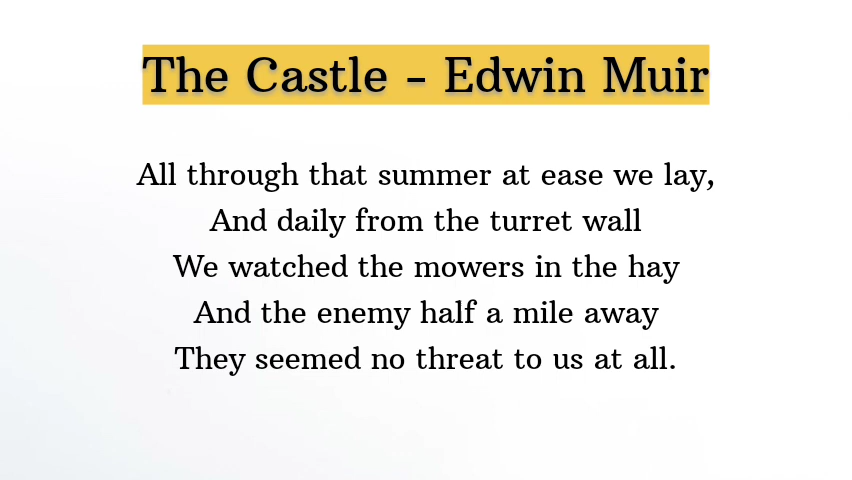 The Castle - Edwin Muir
All through that summer at ease we lay,
And daily from the turret wall
We watched the mowers in the hay
And the enemy half a mile away
They seemed no threat to us at all.